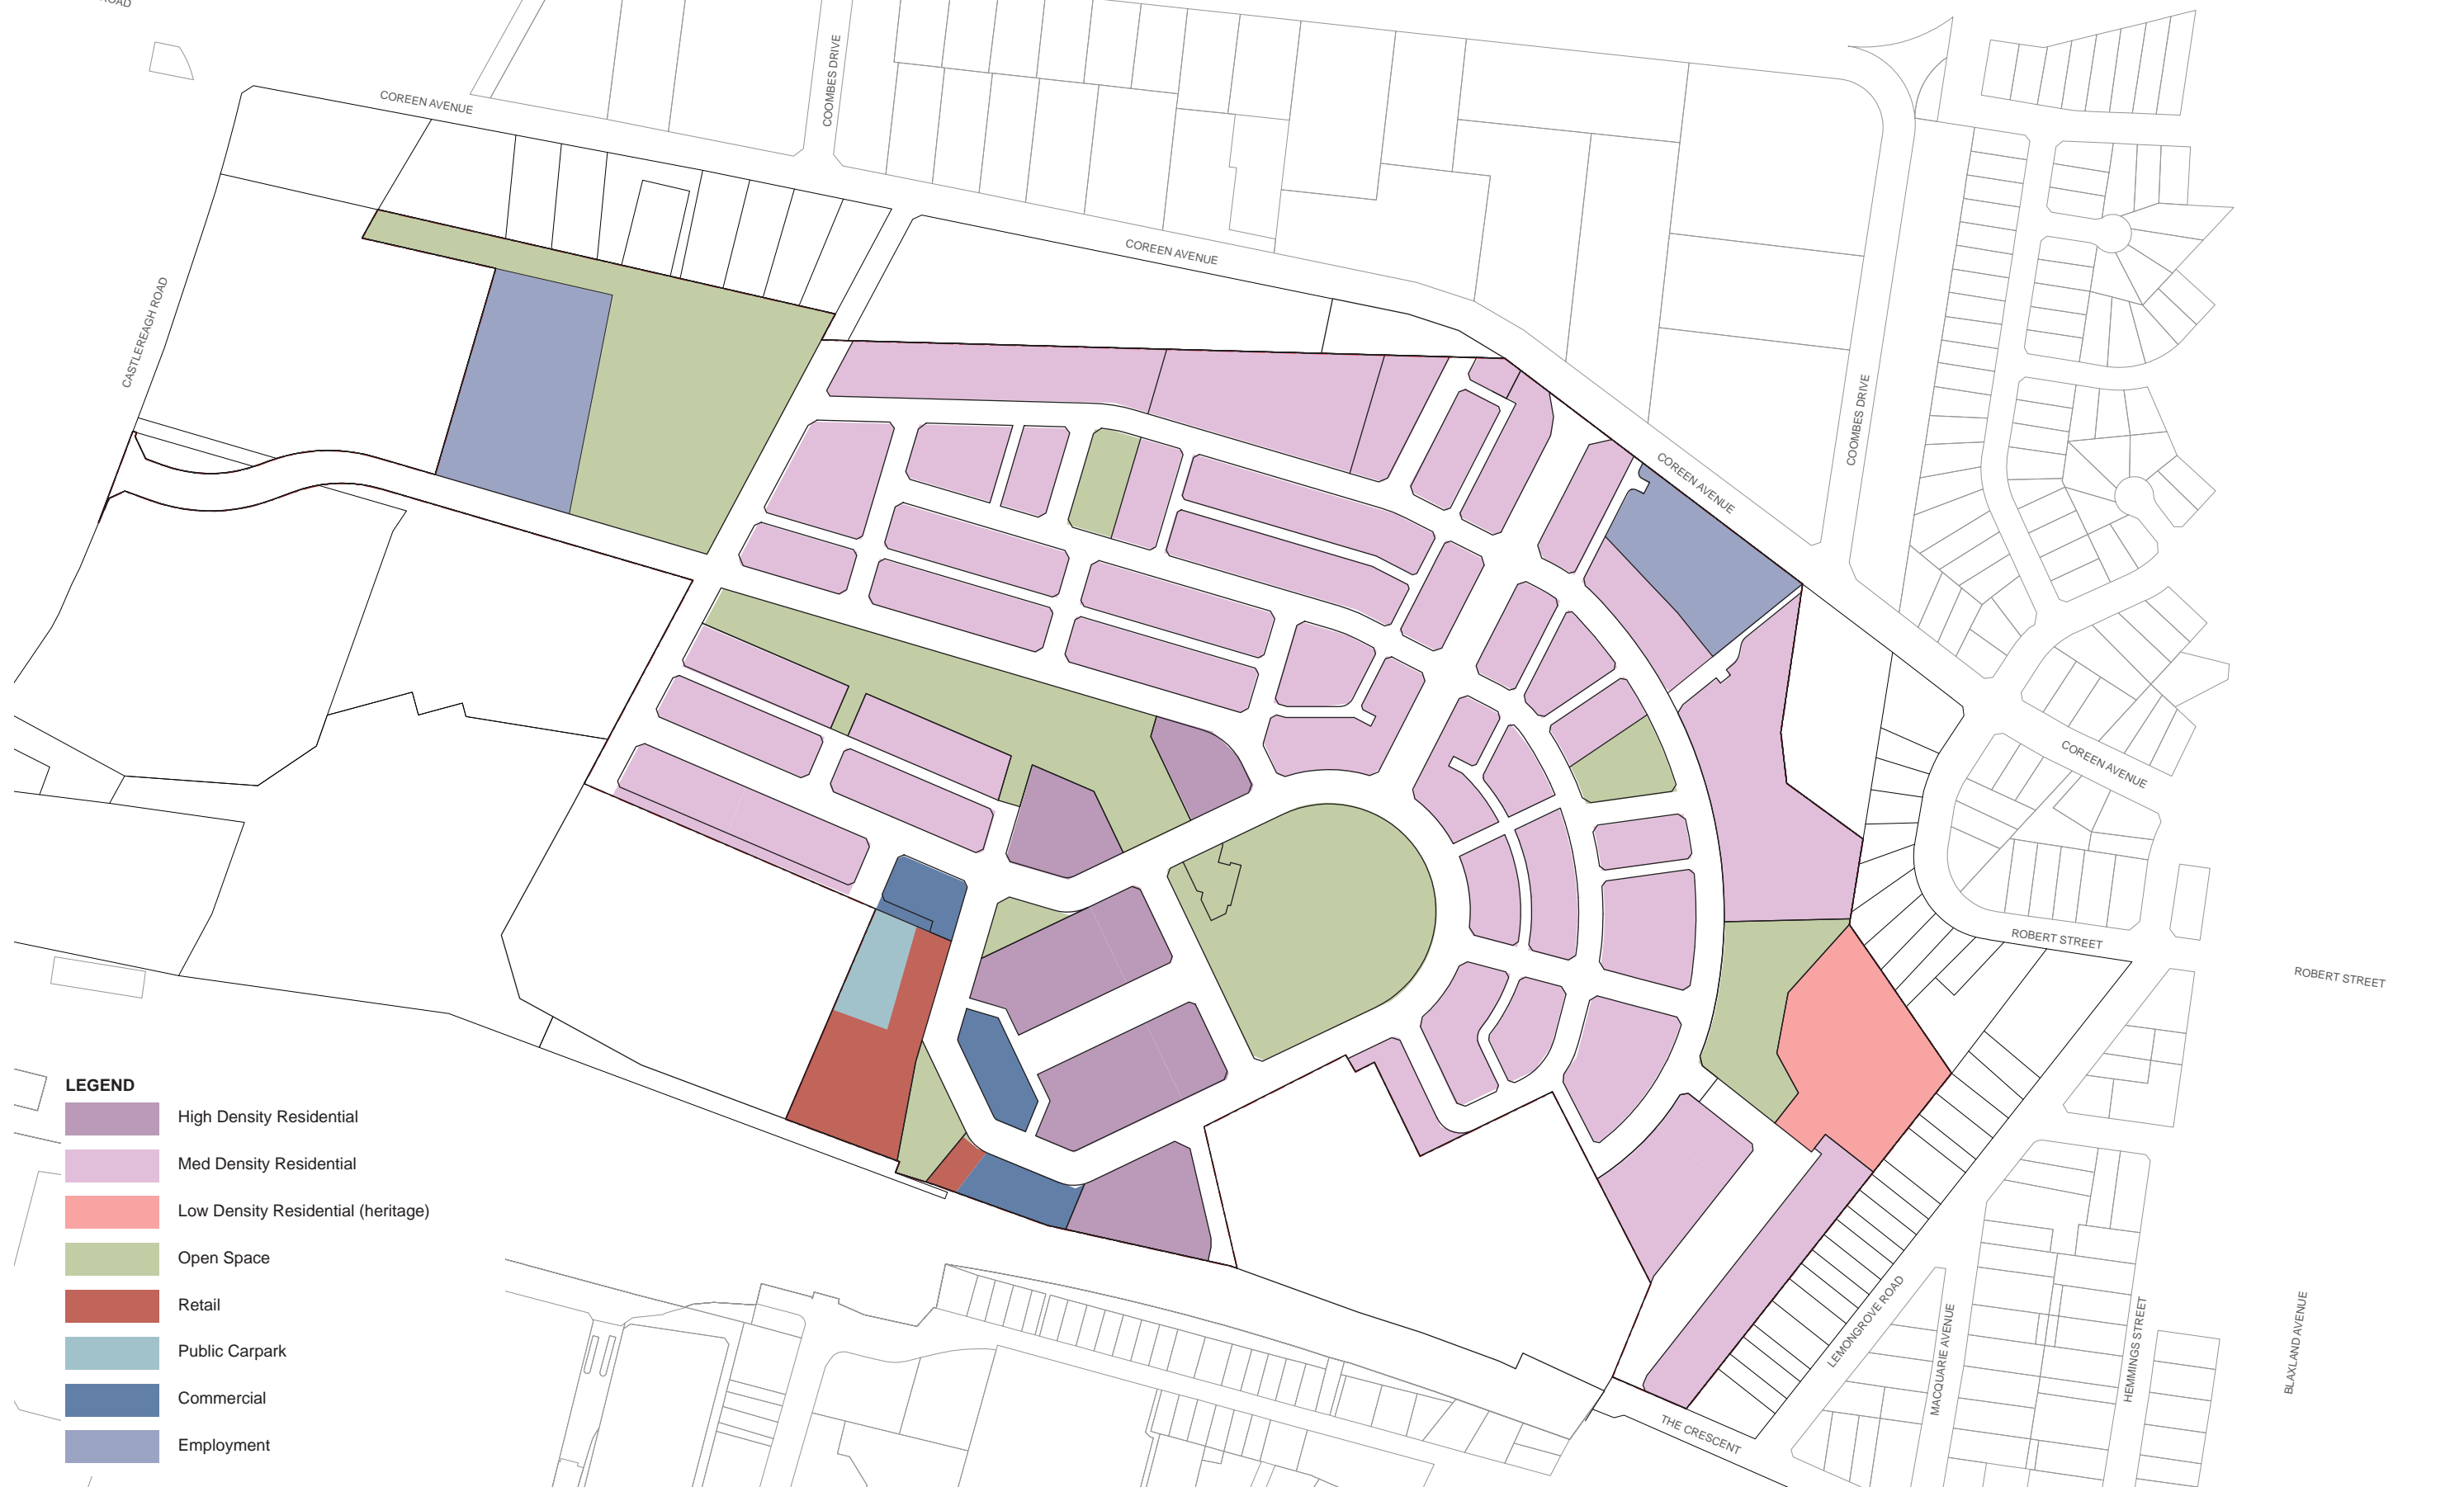 COREEN AVENUE
COOMBES DRIVE
COREEN AVENUE
CASTLEREAGH ROAD
COOMBES DRIVE
COREEN AVENUE
COREEN AVENUE
ROBERT STREET
ROBERT STREET
LEGEND
High Density Residential
Med Density Residential
Low Density Residential (heritage)
Open Space
Retail
Public Carpark
Commercial
Employment
LEMONGROVE ROAD
MACQUARIE AVENUE
HEMMINGS STREET
BLAXLAND AVENUE
THE CRESCENT